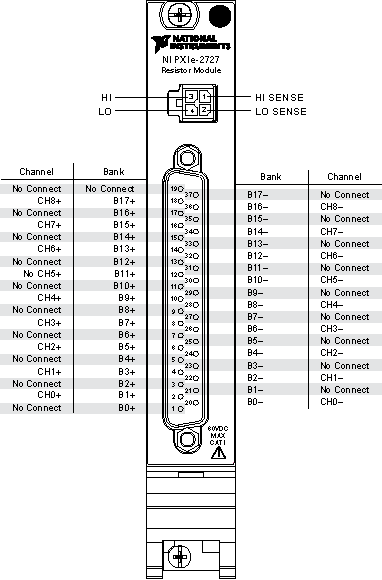 NATIONAL
INSTRUMENTS
NI PXIe-2727
Resistor Module
HI 3 1 HI SENSE
LO 4 2 LO SENSE
Channel Bank
Bank Channel
No Connect No Connect 19
37 B17– No Connect
CH8+ B17+ 18
36 B16– CH8–
No Connect B16+ 17
35 B15– No Connect
CH7+ B15+ 16
34 B14– CH7–
No Connect B14+ 15
33 B13– No Connect
CH6+ B13+ 14
32 B12– CH6–
No Connect B12+ 13
31 B11– No Connect
No CH5+ B11+ 12
30 B10– CH5–
No Connect B10+ 11
29 B9– No Connect
CH4+ B9+ 10
28 B8– CH4–
No Connect B8+ 9
27 B7– No Connect
CH3+ B7+ 8
26 B6– CH3–
No Connect B6+ 7
25 B5– No Connect
CH2+ B5+ 6
24 B4– CH2–
No Connect B4+ 5
23 B3– No Connect
CH1+ B3+ 4
22 B2– CH1–
No Connect B2+ 3
21 B1– No Connect
CH0+ B1+ 2
20 B0– CH0–
No Connect B0+ 1
60VDC
MAX
CAT I